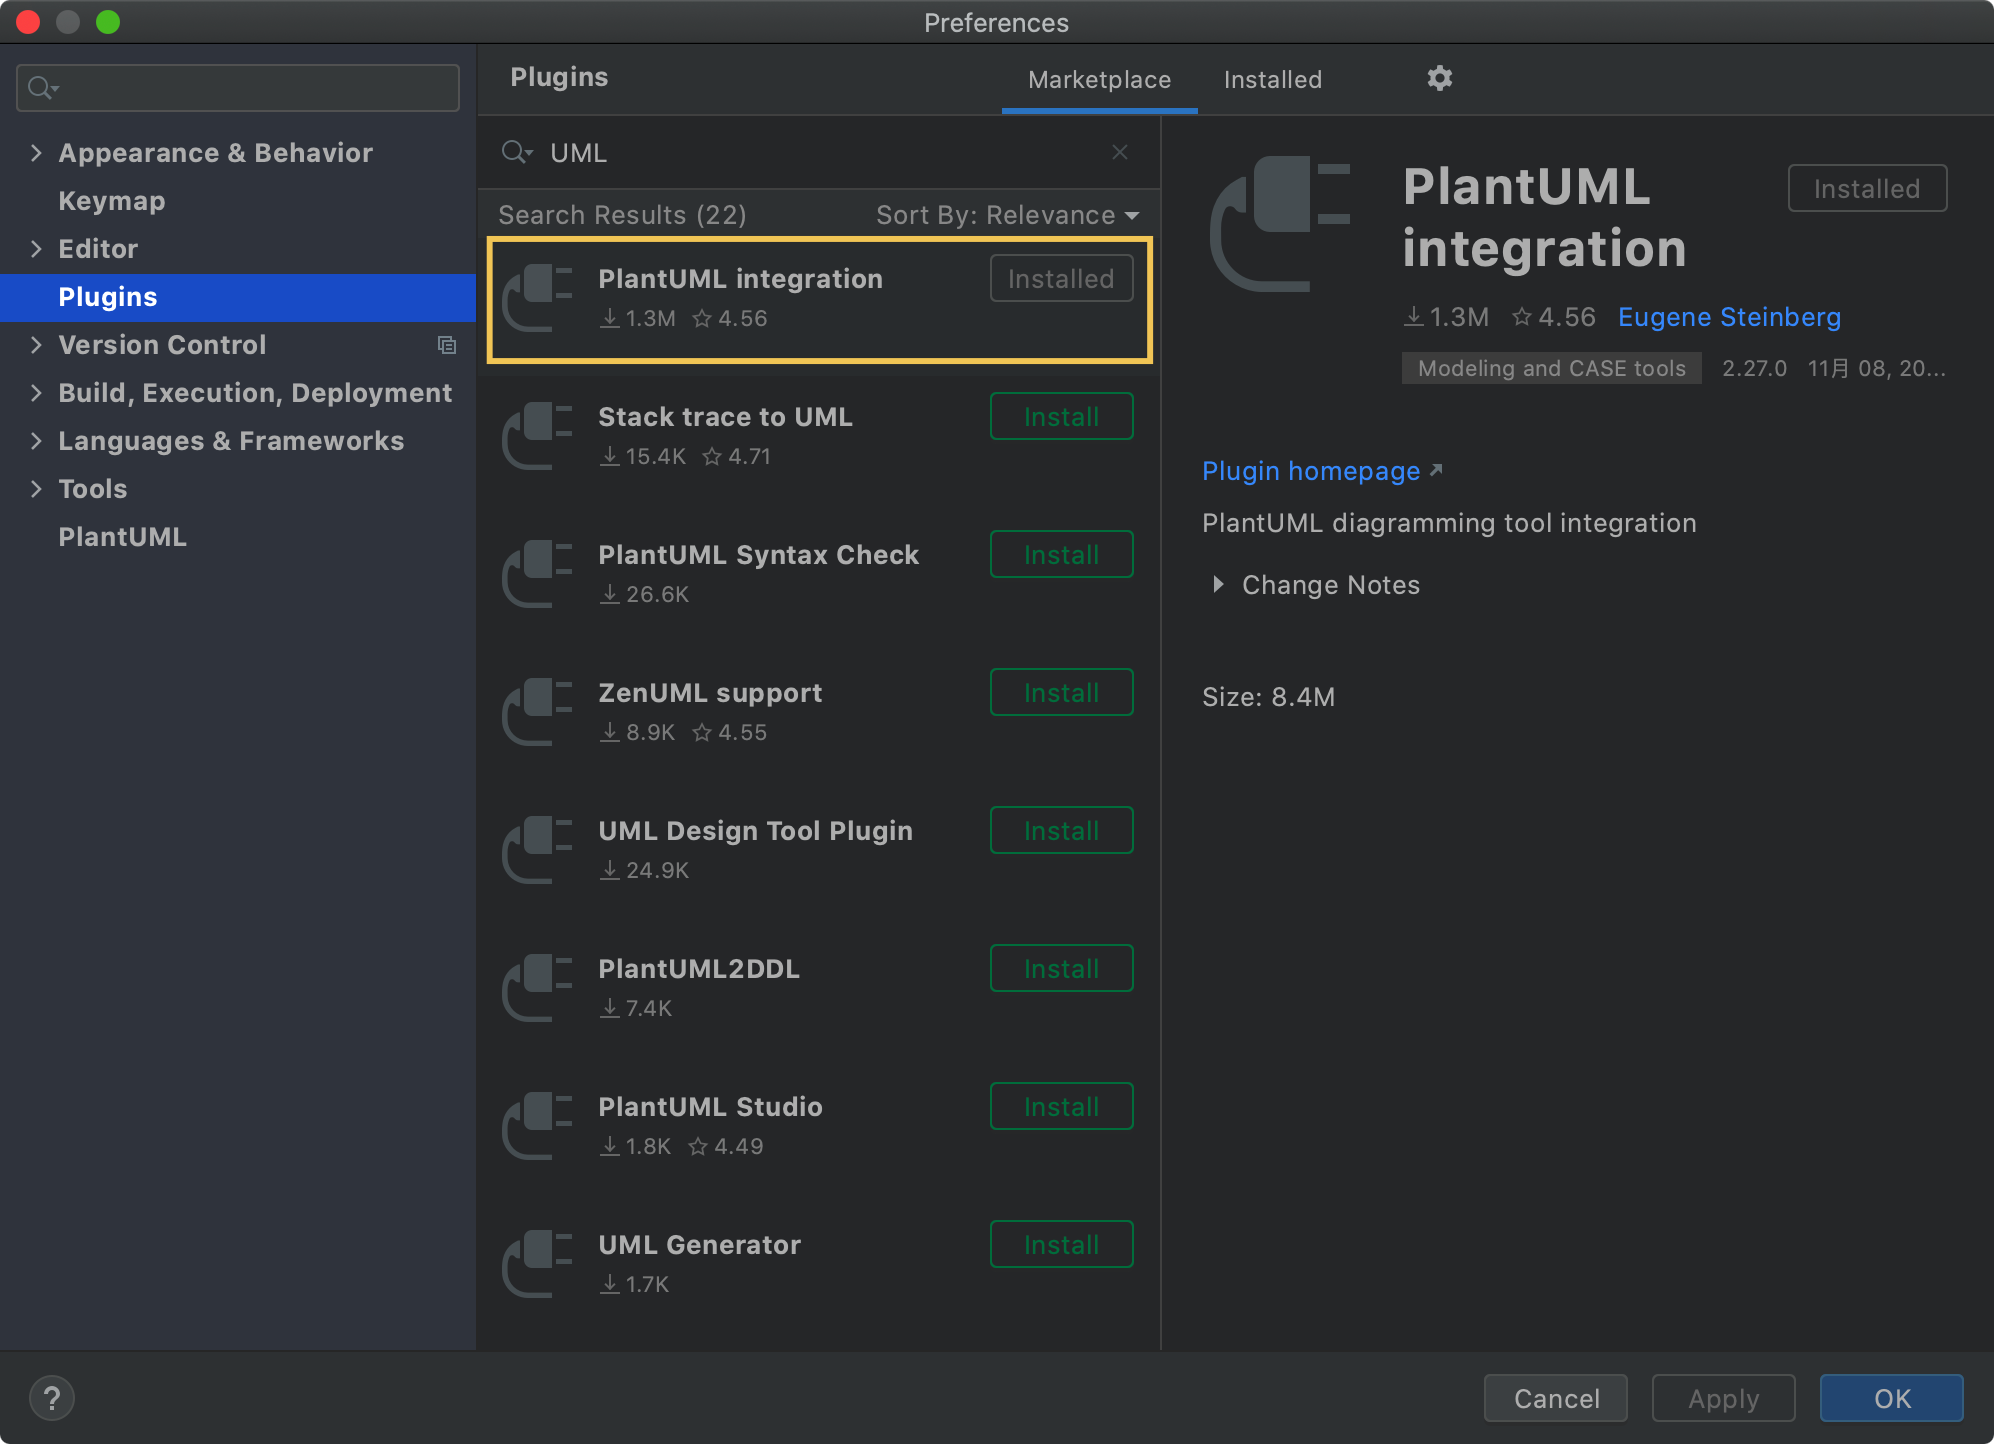 Preferences
Appearance & Behavior
Keymap
Editor
Plugins
Version Control
Build, Execution, Deployment
Languages & Frameworks
Tools
PlantUML
Plugins
Marketplace
Installed
UML
Search Results (22)
Sort By: Relevance
PlantUML integration
Installed
1.3M 4.56
Stack trace to UML
Install
15.4K 4.71
PlantUML Syntax Check
Install
26.6K
ZenUML support
Install
8.9K 4.55
UML Design Tool Plugin
Install
24.9K
PlantUML2DDL
Install
7.4K
PlantUML Studio
Install
1.8K 4.49
UML Generator
Install
1.7K
PlantUML
integration
Installed
1.3M 4.56 Eugene Steinberg
Modeling and CASE tools 2.27.0 11月 08, 20...
Plugin homepage
PlantUML diagramming tool integration
Change Notes
Size: 8.4M
?
Cancel
Apply
OK